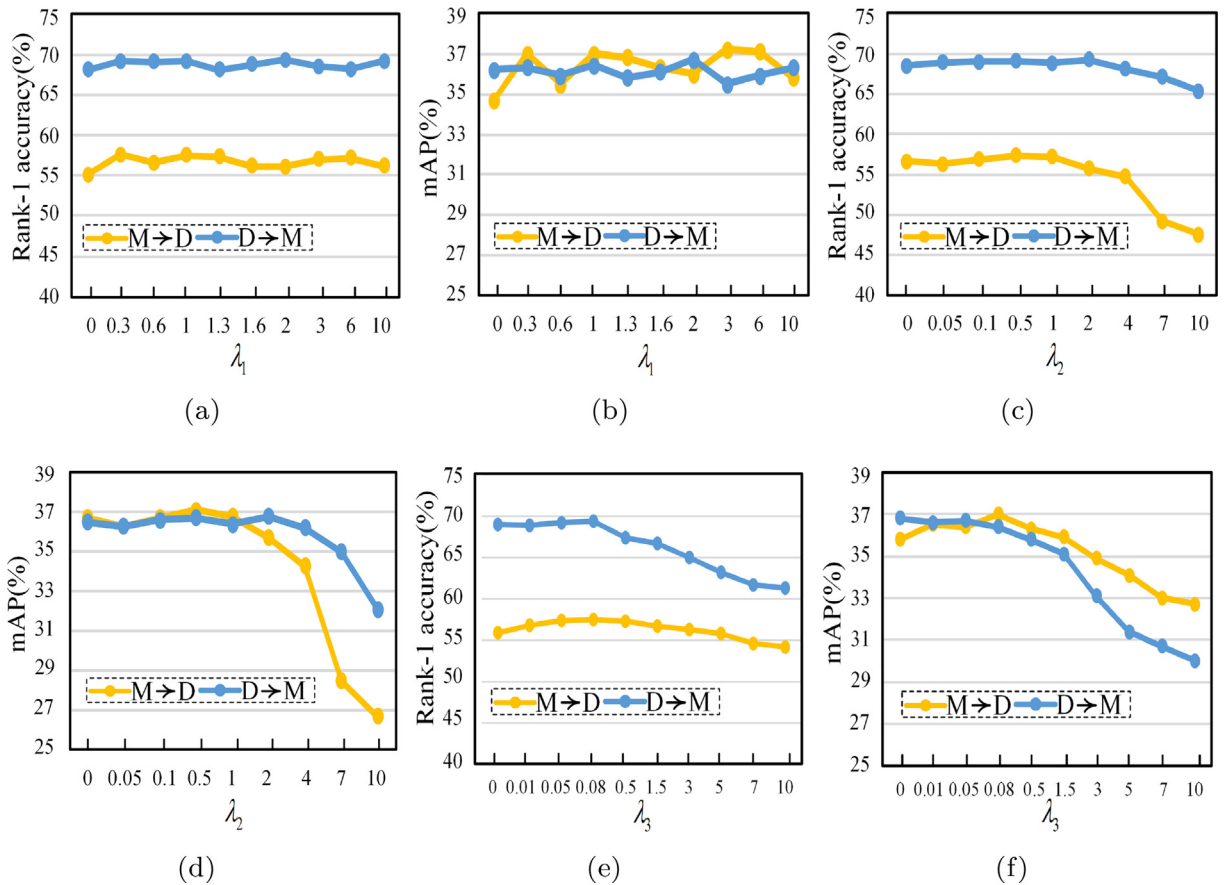 75
70
65
60
55
50
45
40
Rank-1 accuracy(%)
M→D D→M
0 0.3 0.6 1 1.3 1.6 2 3 6 10
λ1
(a)
39
37
35
33
31
29
27
25
mAP(%)
M→D D→M
0 0.3 0.6 1 1.3 1.6 2 3 6 10
λ1
(b)
75
70
65
60
55
50
45
40
Rank-1 accuracy(%)
M→D D→M
0 0.05 0.1 0.5 1 2 4 7 10
λ2
(c)
39
37
35
33
31
29
27
25
mAP(%)
M→D D→M
0 0.05 0.1 0.5 1 2 4 7 10
λ2
(d)
75
70
65
60
55
50
45
40
Rank-1 accuracy(%)
M→D D→M
0 0.01 0.05 0.08 0.5 1.5 3 5 7 10
λ3
(e)
39
37
35
33
31
29
27
25
mAP(%)
M→D D→M
0 0.01 0.05 0.08 0.5 1.5 3 5 7 10
λ3
(f)